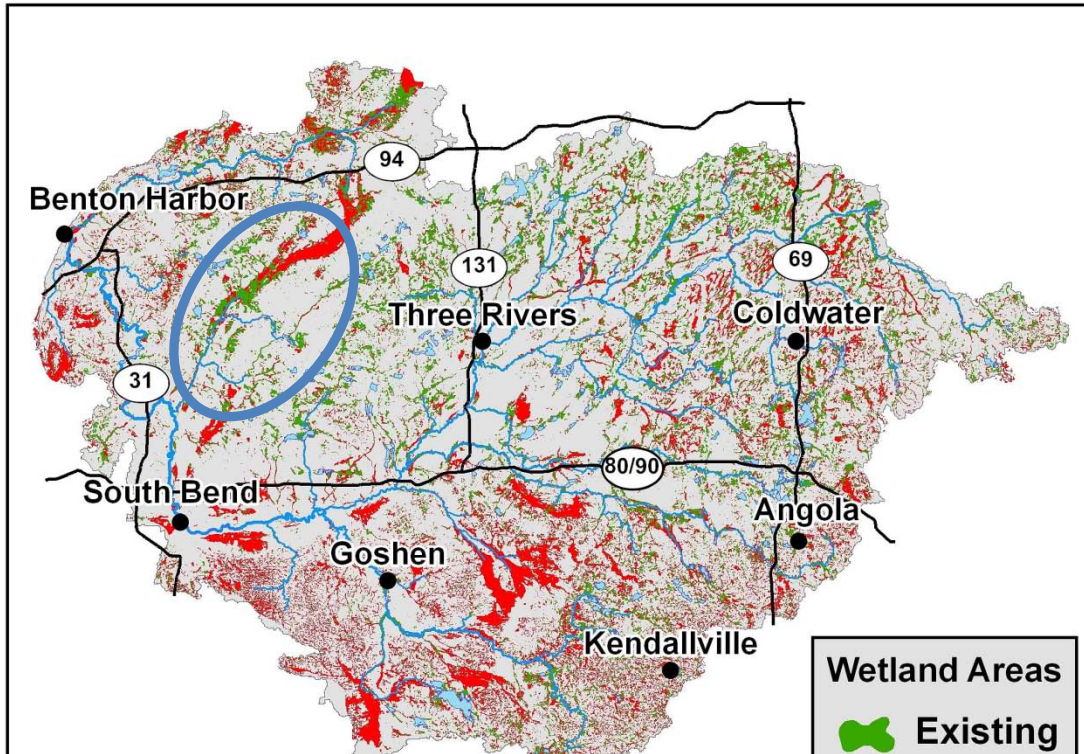 94
Benton Harbor
131
69
Three Rivers
Coldwater
31
80/90
South Bend
Angola
Goshen
Kendallville
Wetland Areas
Existing